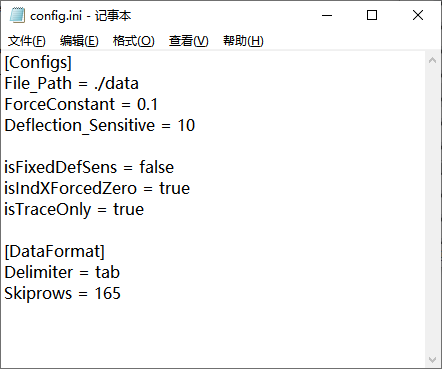 config.ini - 记事本
文件(F) 编辑(E) 格式(O) 查看(V) 帮助(H)
[Configs]
File_Path = ./data
ForceConstant = 0.1
Deflection_Sensitive = 10
isFixedDefSens = false
isIndXForcedZero = true
isTraceOnly = true
[DataFormat]
Delimiter = tab
Skiprows = 165